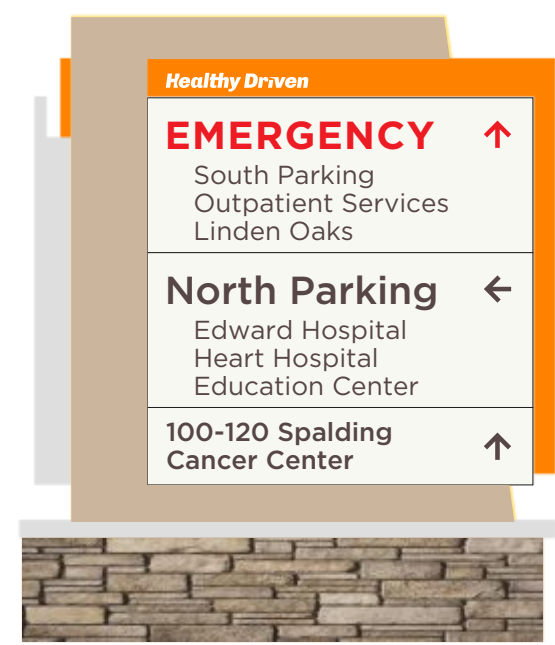 Healthy Driven
EMERGENCY ↑
South Parking
Outpatient Services
Linden Oaks
North Parking ←
Edward Hospital
Heart Hospital
Education Center
100-120 Spalding
Cancer Center ↑